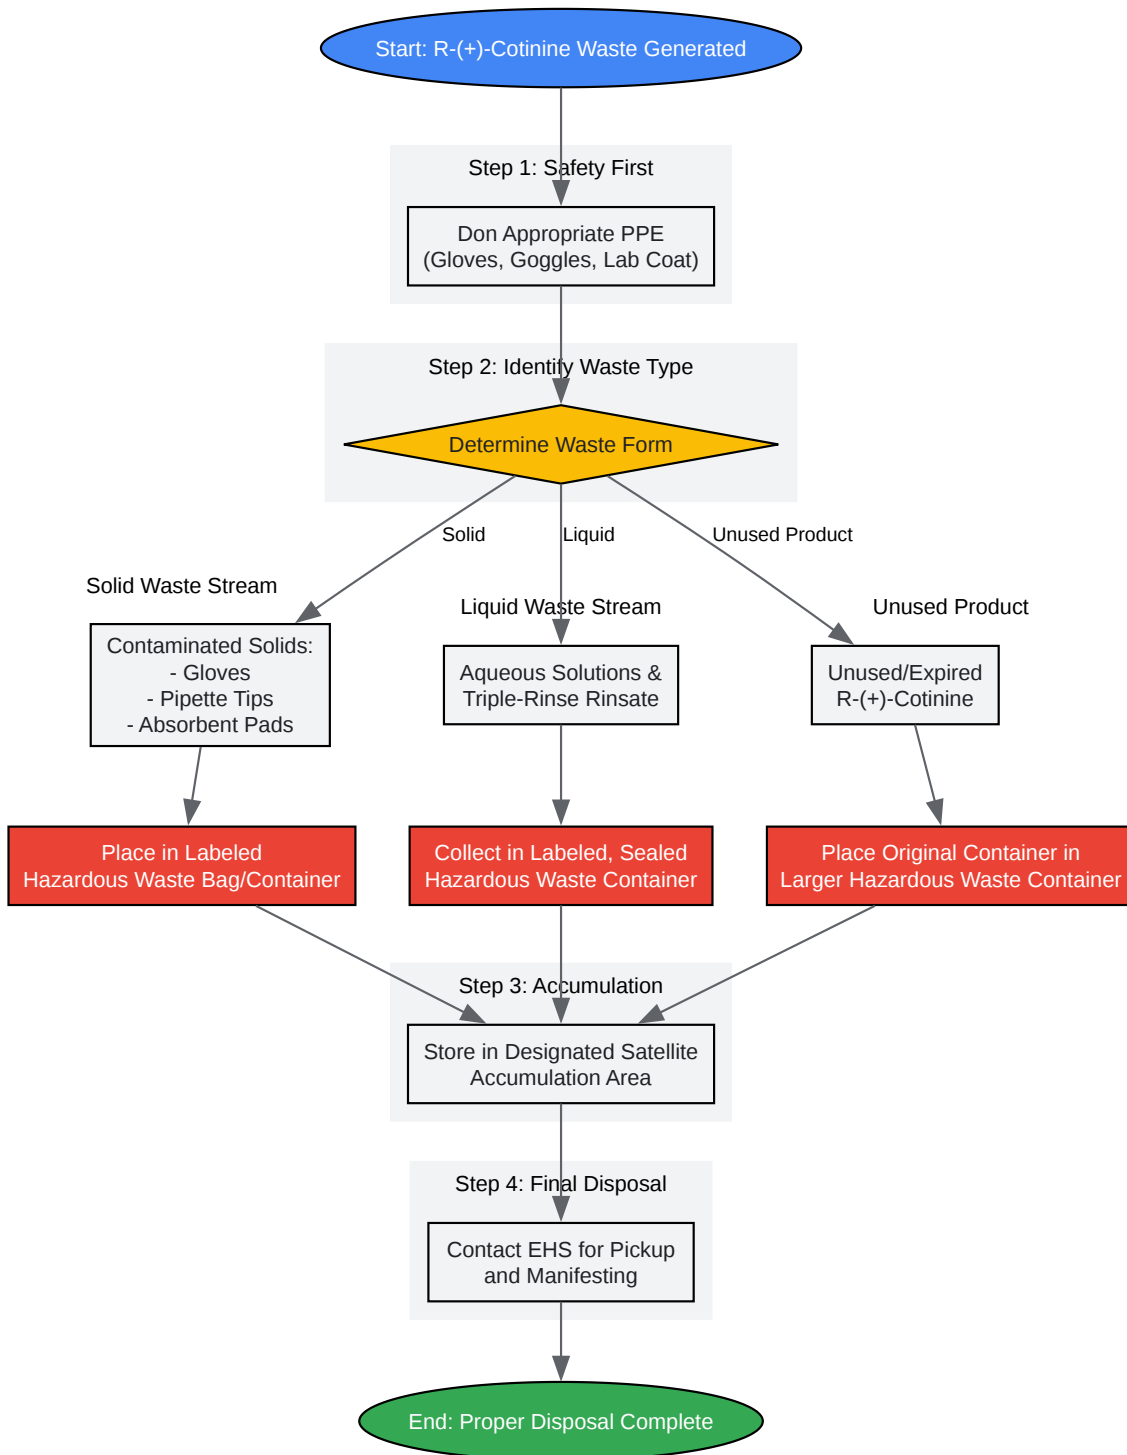 Start: R-(+)-Cotinine Waste Generated
Step 1: Safety First
Don Appropriate PPE
(Gloves, Goggles, Lab Coat)
Step 2: Identify Waste Type
Determine Waste Form
Solid
Liquid
Unused Product
Solid Waste Stream
Contaminated Solids:
- Gloves
- Pipette Tips
- Absorbent Pads
Liquid Waste Stream
Aqueous Solutions &
Triple-Rinse Rinsate
Unused Product
Unused/Expired
R-(+)-Cotinine
Place in Labeled
Hazardous Waste Bag/Container
Collect in Labeled, Sealed
Hazardous Waste Container
Place Original Container in
Larger Hazardous Waste Container
Step 3: Accumulation
Store in Designated Satellite
Accumulation Area
Step 4: Final Disposal
Contact EHS for Pickup
and Manifesting
End: Proper Disposal Complete